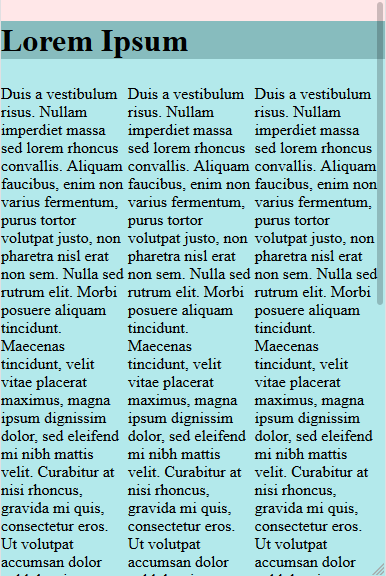 Lorem Ipsum
Duis a vestibulum
risus. Nullam
imperdiet massa
sed lorem rhoncus
convallis. Aliquam
faucibus, enim non
varius fermentum,
purus tortor
volutpat justo, non
pharetra nisl erat
non sem. Nulla sed
rutrum elit. Morbi
posuere aliquam
tincidunt.
Maecenas
tincidunt, velit
vitae placerat
maximus, magna
ipsum dignissim
dolor, sed eleifend
mi nibh mattis
velit. Curabitur at
nisi rhoncus,
gravida mi quis,
consectetur eros.
Ut volutpat
accumsan dolor
Duis a vestibulum
risus. Nullam
imperdiet massa
sed lorem rhoncus
convallis. Aliquam
faucibus, enim non
varius fermentum,
purus tortor
volutpat justo, non
pharetra nisl erat
non sem. Nulla sed
rutrum elit. Morbi
posuere aliquam
tincidunt.
Maecenas
tincidunt, velit
vitae placerat
maximus, magna
ipsum dignissim
dolor, sed eleifend
mi nibh mattis
velit. Curabitur at
nisi rhoncus,
gravida mi quis,
consectetur eros.
Ut volutpat
accumsan dolor
Duis a vestibulum
risus. Nullam
imperdiet massa
sed lorem rhoncus
convallis. Aliquam
faucibus, enim non
varius fermentum,
purus tortor
volutpat justo, non
pharetra nisl erat
non sem. Nulla sed
rutrum elit. Morbi
posuere aliquam
tincidunt.
Maecenas
tincidunt, velit
vitae placerat
maximus, magna
ipsum dignissim
dolor, sed eleifend
mi nibh mattis
velit. Curabitur at
nisi rhoncus,
gravida mi quis,
consectetur eros.
Ut volutpat
accumsan dolor